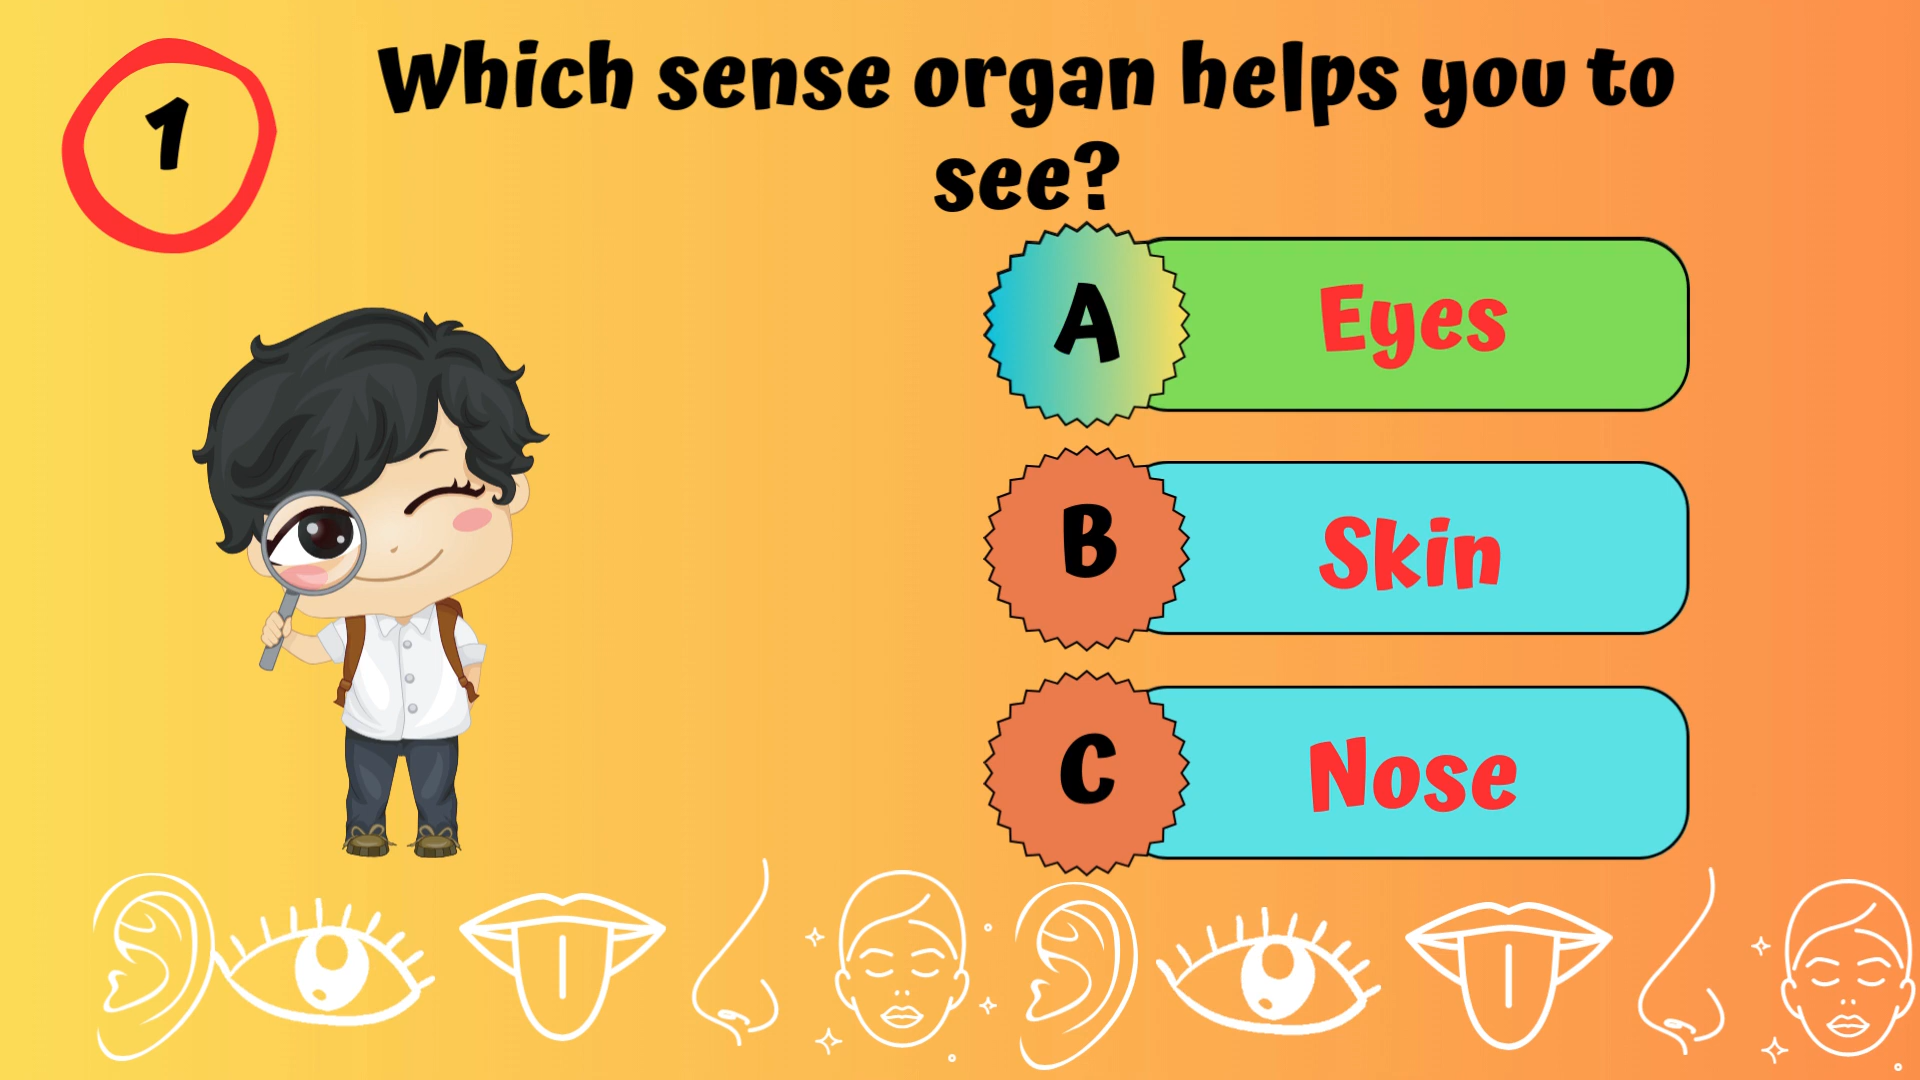 1
Which sense organ helps you to
see?
A
Eyes
B
Skin
C
Nose